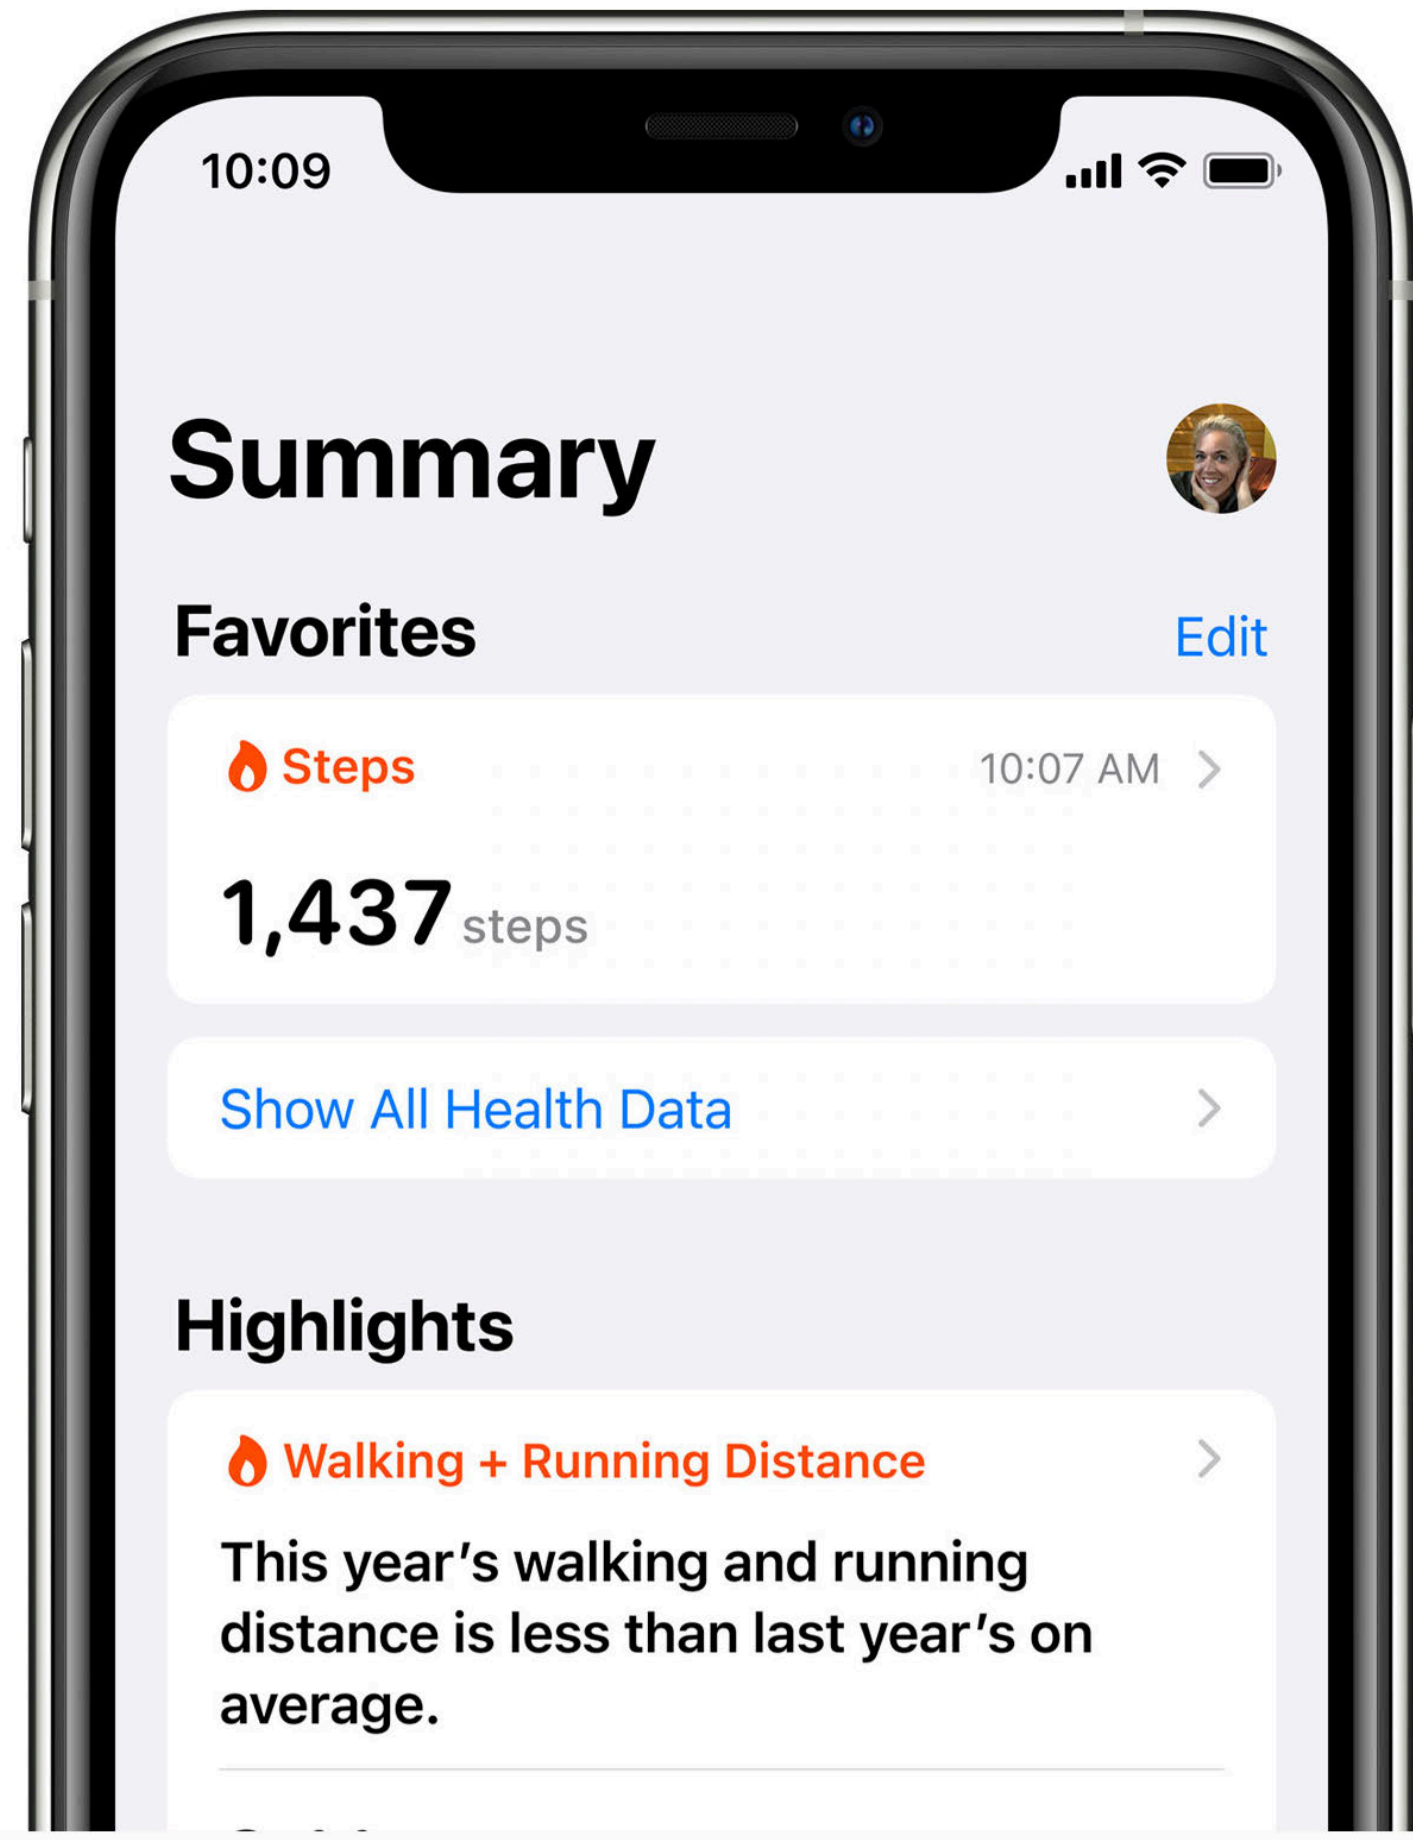 10:09
Summary
Favorites
Edit
Steps
10:07 AM
1,437 steps
Show All Health Data
Highlights
Walking + Running Distance
This year's walking and running
distance is less than last year's on
average.